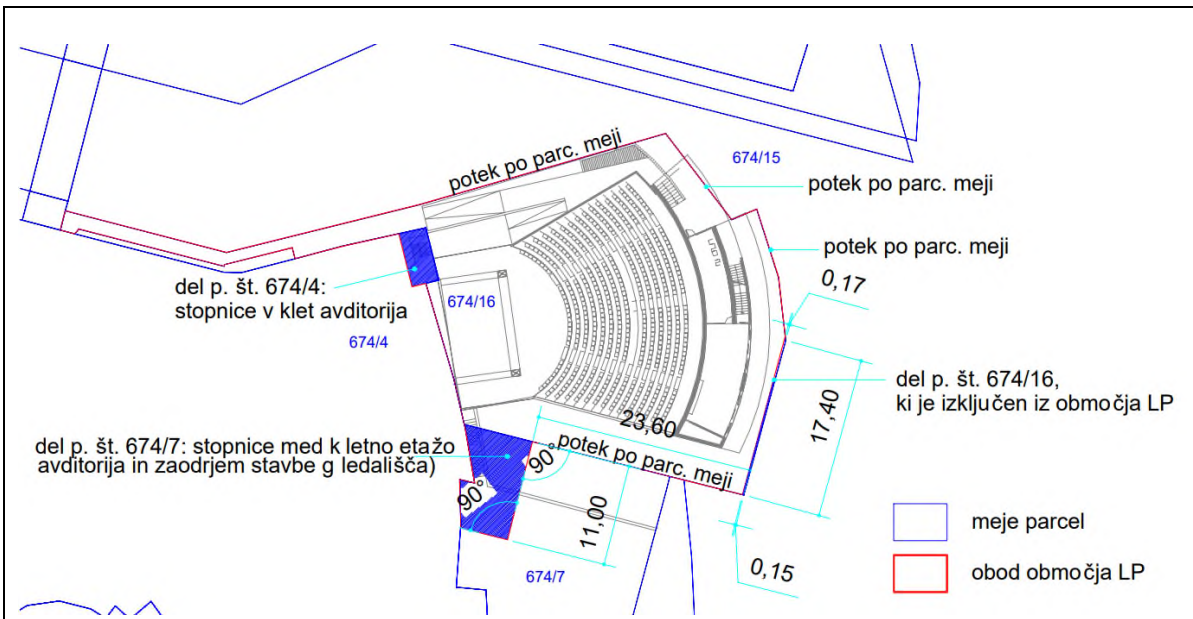 potek po parc. meji
674/15
potek po parc. meji
potek po parc. meji
0,17
del p. št. 674/4:
stopnice v klet avditorija
674/16
674/4
del p. št. 674/16,
ki je izključen iz območja LP
17,40
23,60
del p. št. 674/7: stopnice med k letno etažo
avditorija in zaodrjem stavbe g ledališča)
90°
potek po parc. meji
90°
11,00
meje parcel
0,15
674/7
obod območja LP